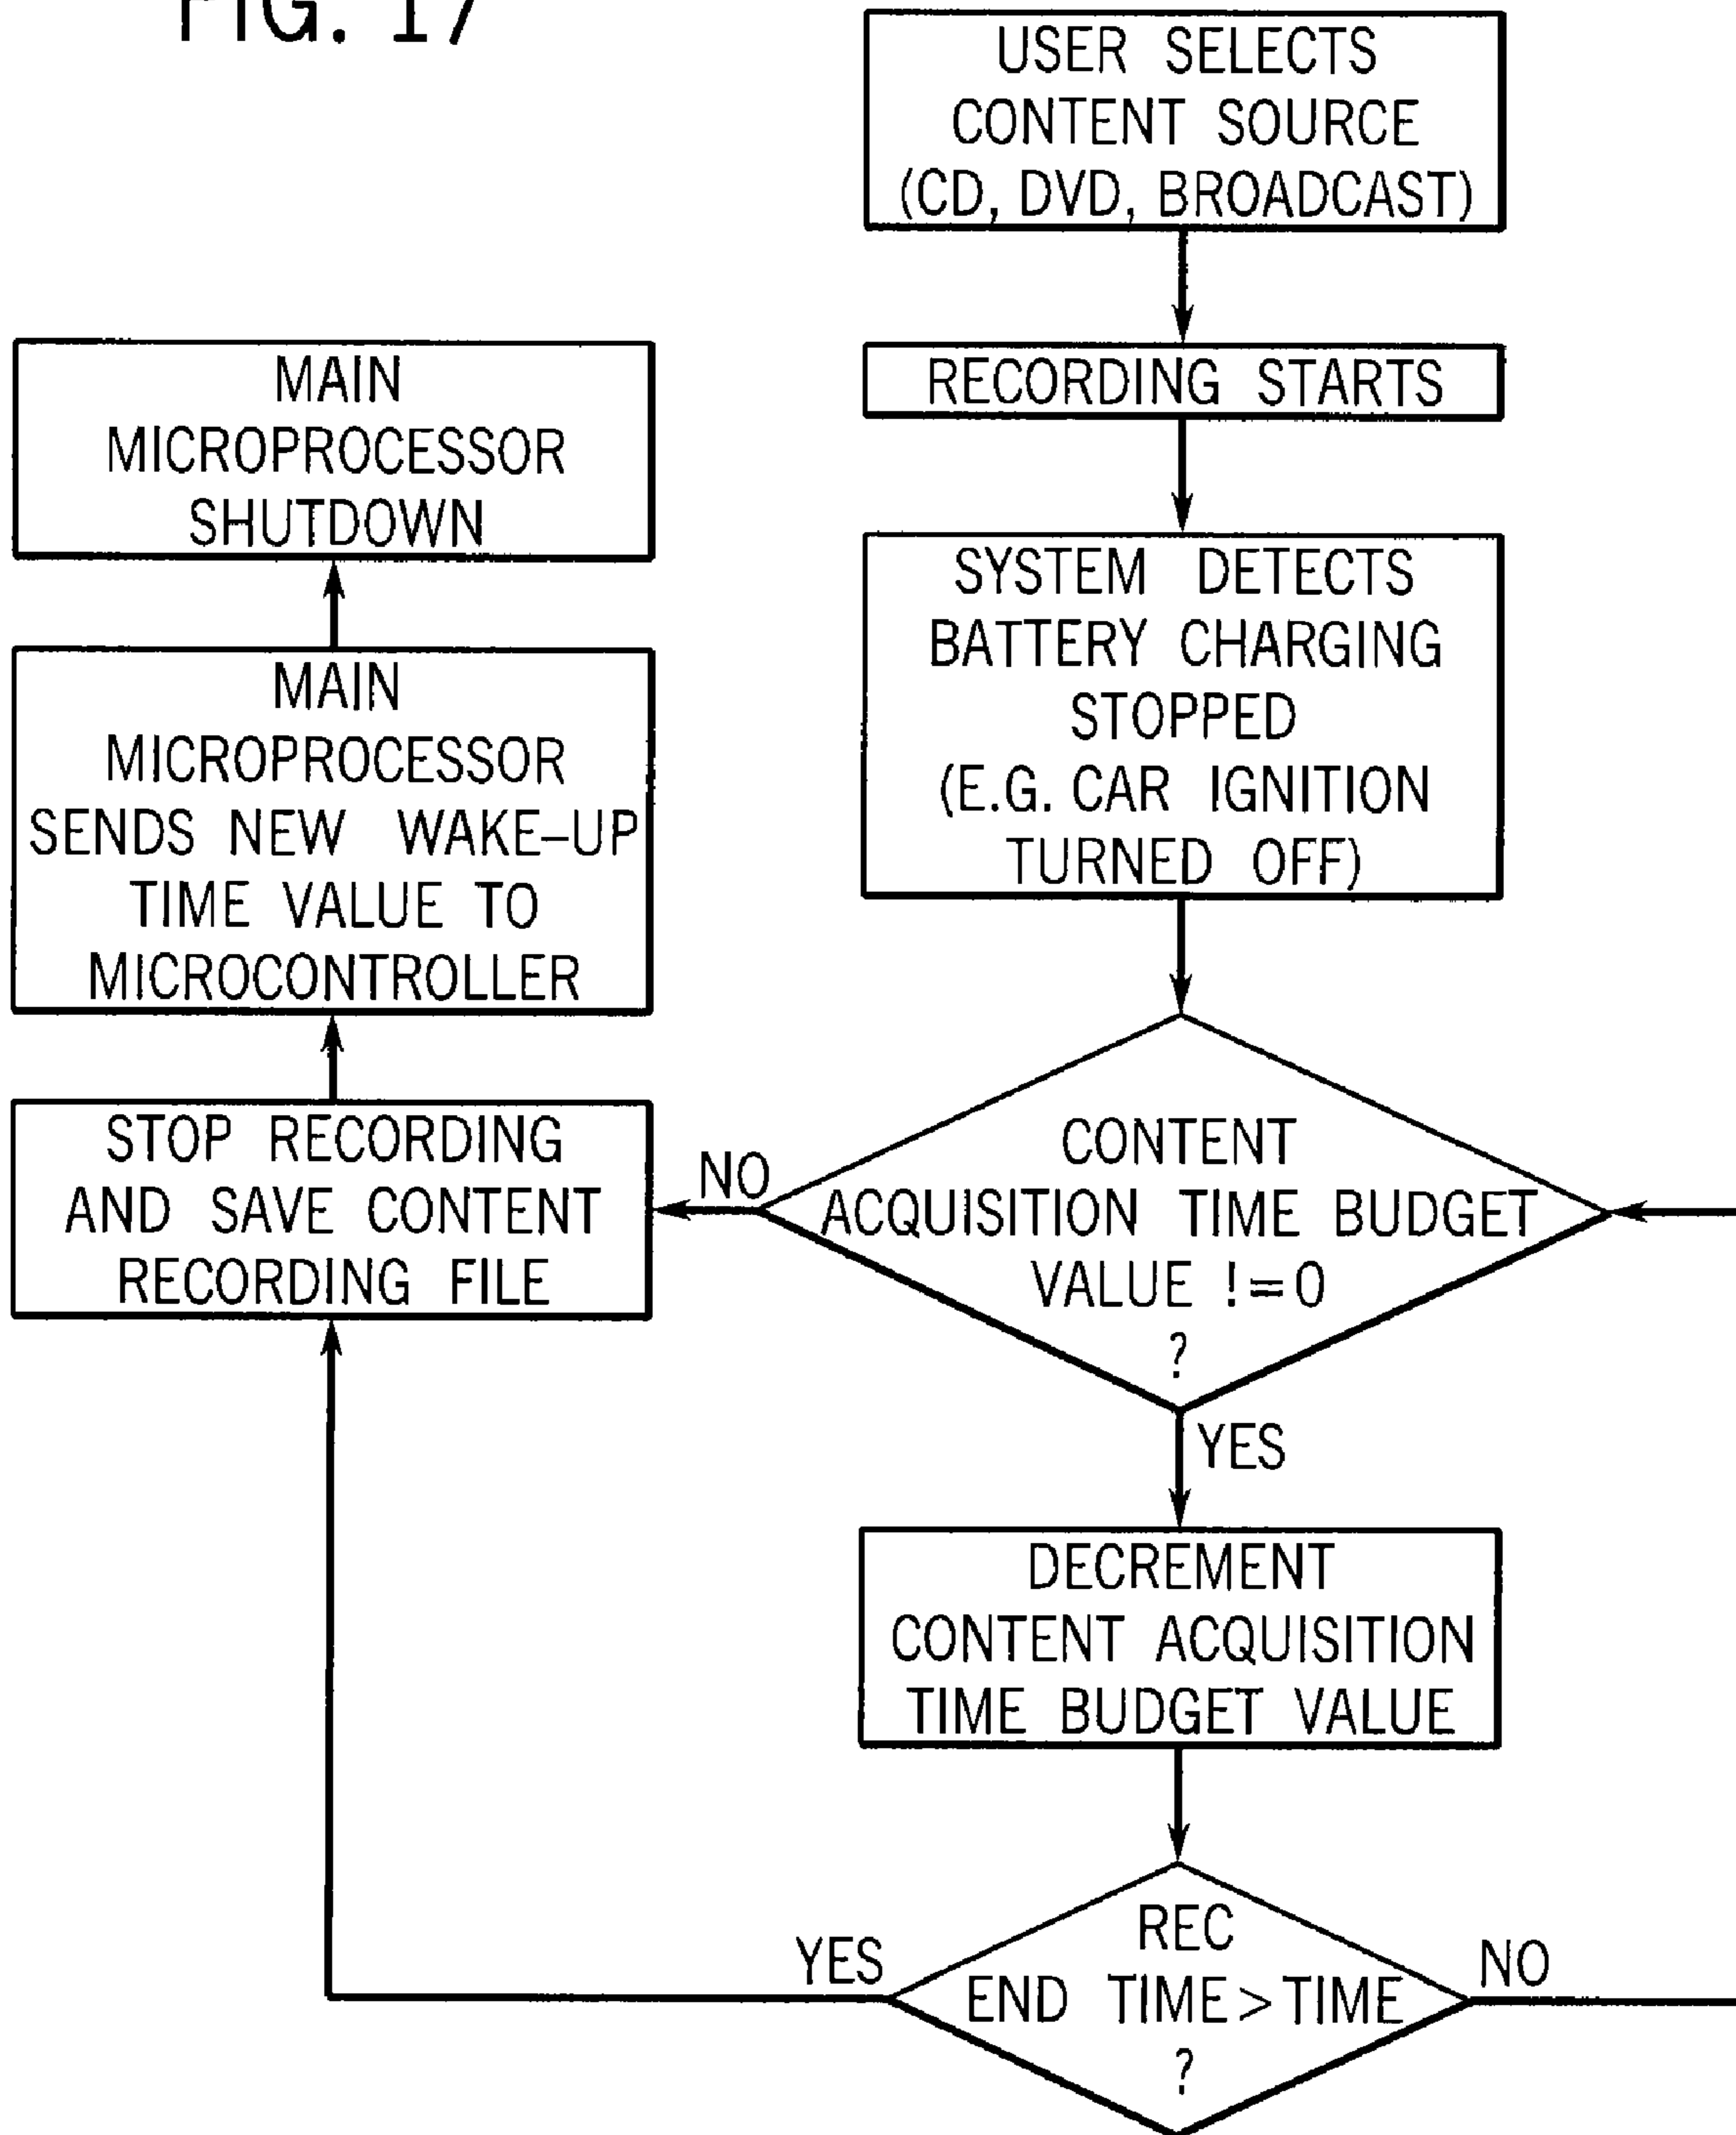 FIG. 17
USER SELECTS
CONTENT SOURCE
(CD, DVD, BROADCAST)
RECORDING STARTS
SYSTEM DETECTS
BATTERY CHARGING
STOPPED
(E.G. CAR IGNITION
TURNED OFF)
CONTENT
ACQUISITION TIME BUDGET
VALUE !=0
?
NO
YES
DECREMENT
CONTENT ACQUISITION
TIME BUDGET VALUE
REC
END TIME>TIME
?
YES
NO
STOP RECORDING
AND SAVE CONTENT
RECORDING FILE
MAIN
MICROPROCESSOR
SENDS NEW WAKE-UP
TIME VALUE TO
MICROCONTROLLER
MAIN
MICROPROCESSOR
SHUTDOWN